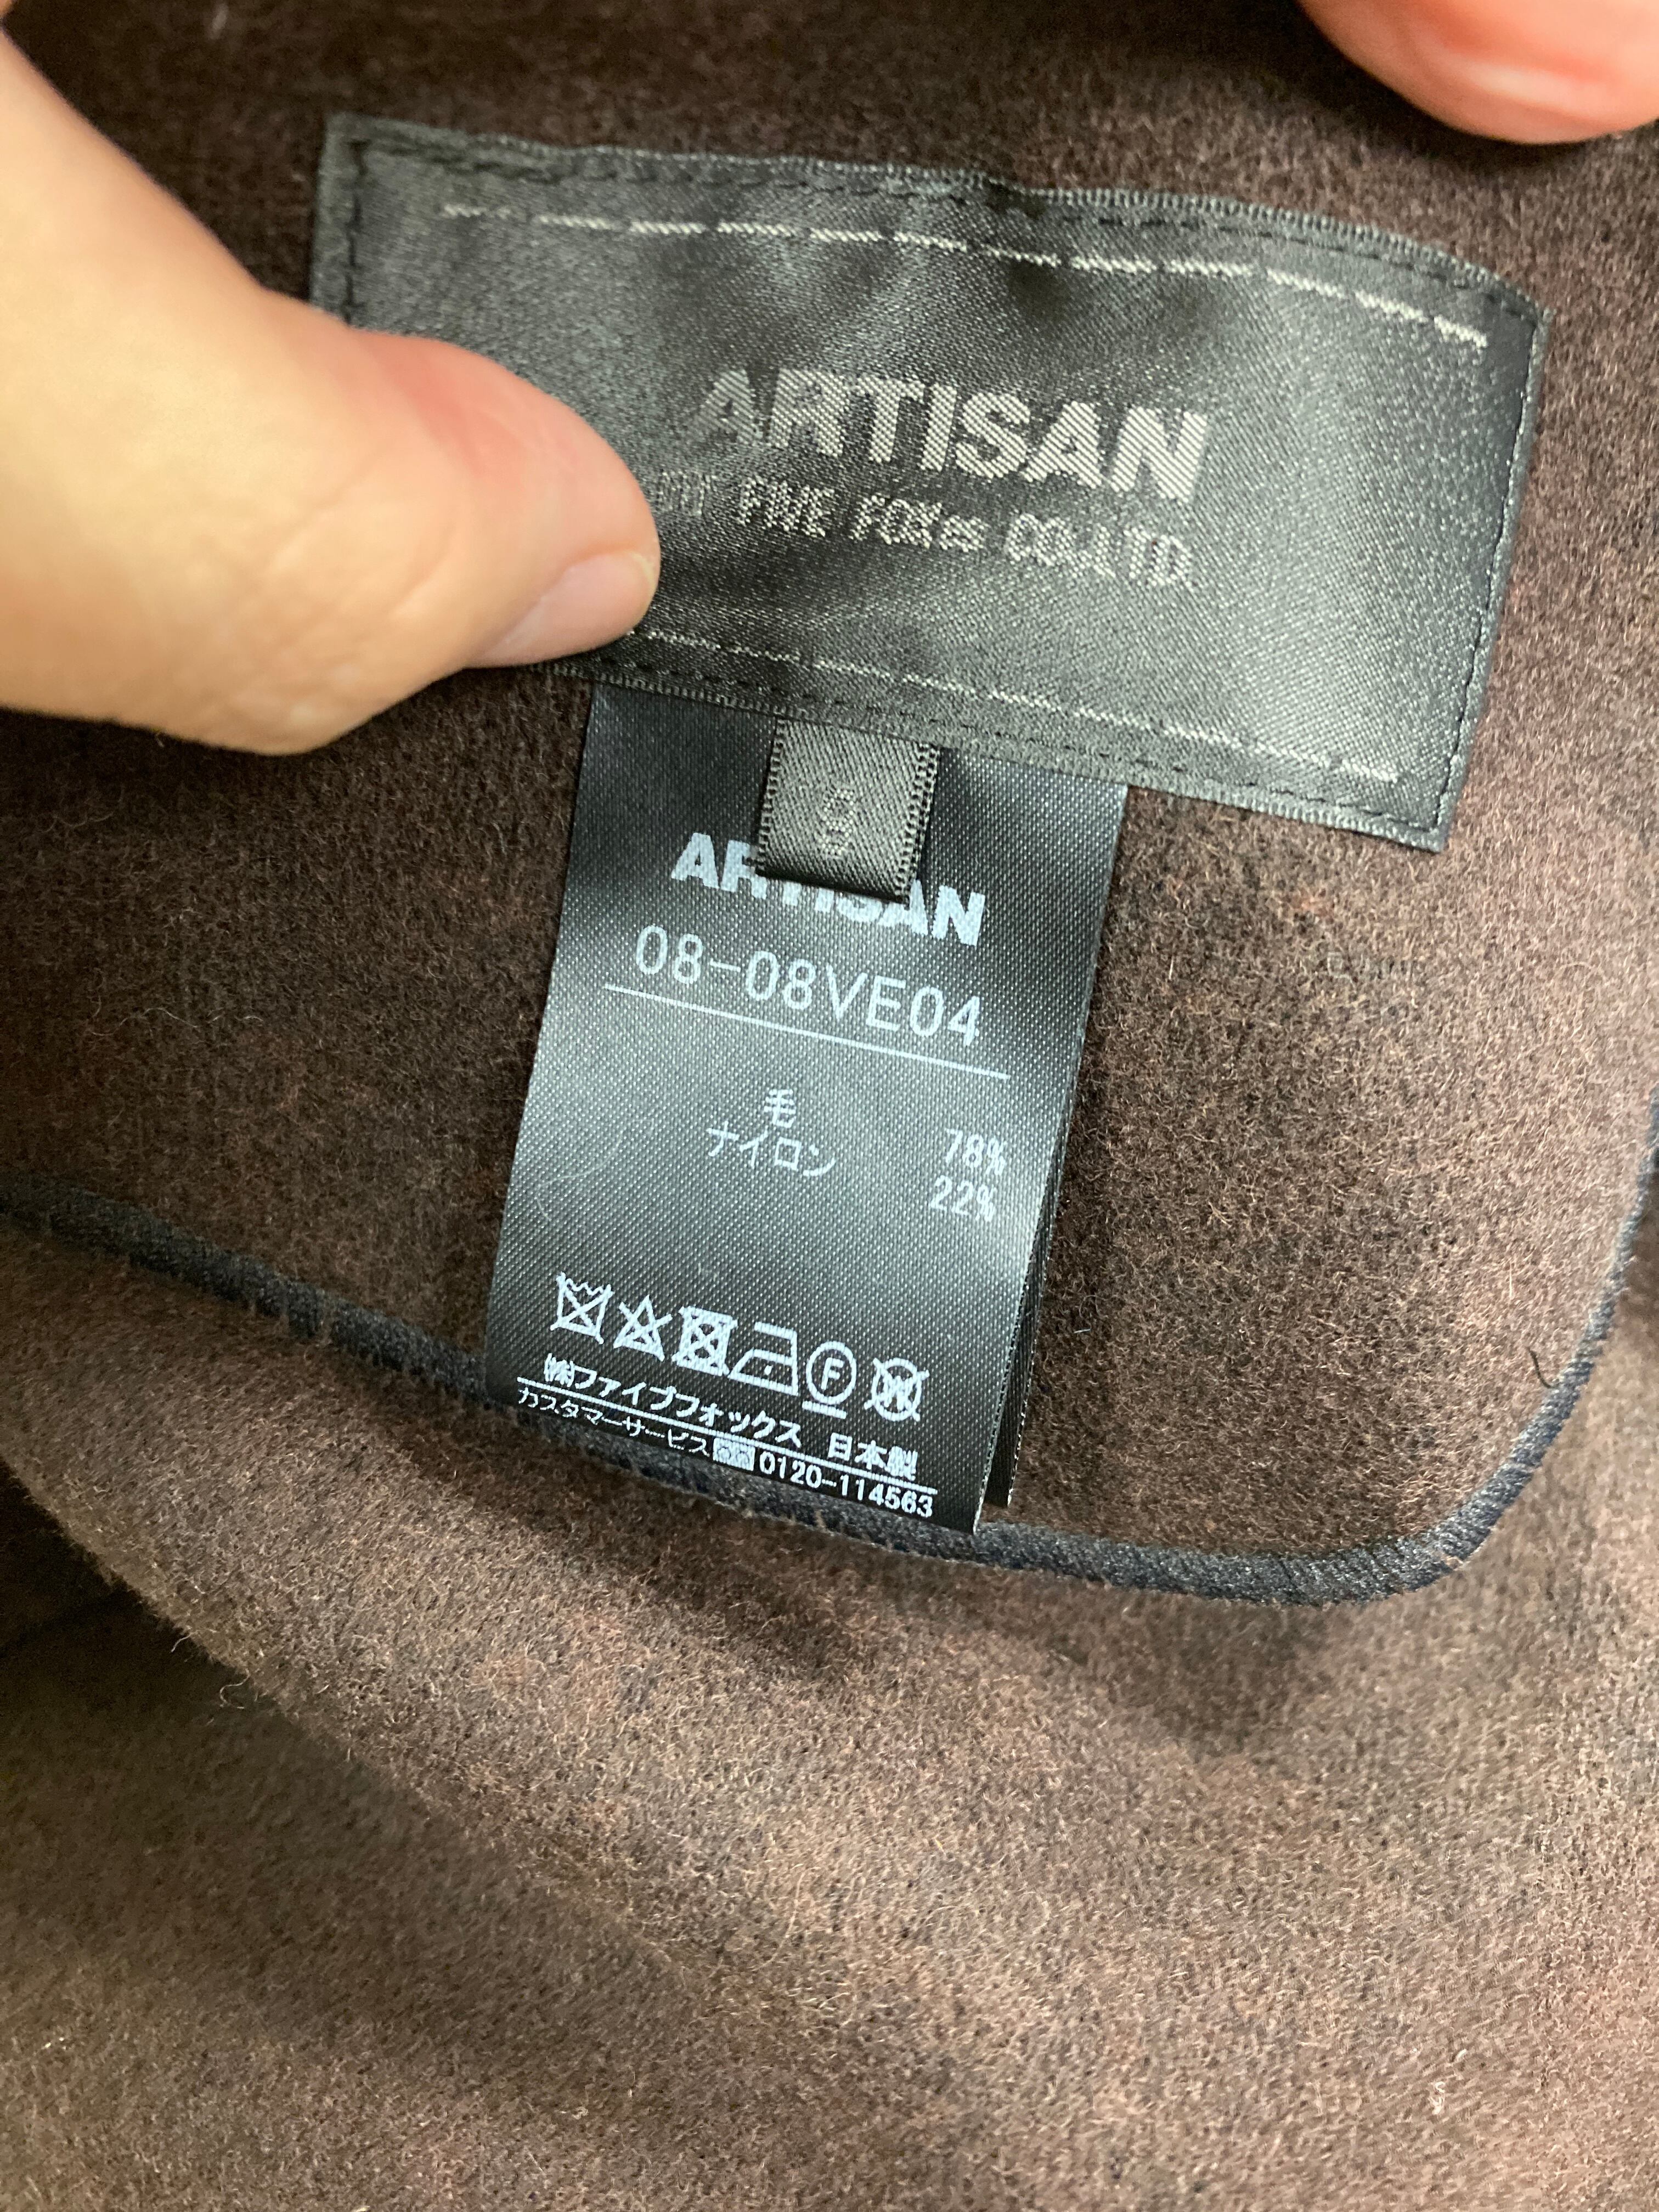 ARTISAN
FIVE FOXes CO.,LTD.
9
ARTISAN
08-08VE04
毛 78%
ナイロン 22%
F
W
㈱ファイブフォックス 日本製
カスタマーサービス 0120-114563